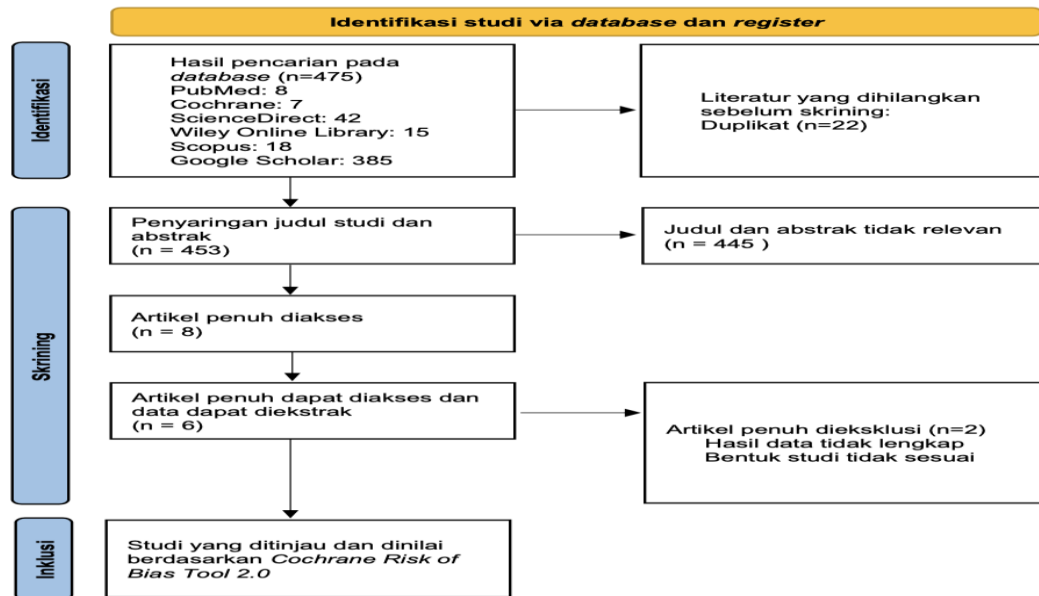 Identifikasi studi via database dan register
Identifikasi
Hasil pencarian pada
database (n=475)
PubMed: 8
Cochrane: 7
ScienceDirect: 42
Wiley Online Library: 15
Scopus: 18
Google Scholar: 385
Literatur yang dihilangkan
sebelum skrining:
Duplikat (n=22)
Skrining
Penyaringan judul studi dan
abstrak
(n = 453)
Judul dan abstrak tidak relevan
(n = 445 )
Artikel penuh diakses
(n = 8)
Artikel penuh dapat diakses dan
data dapat diekstrak
(n = 6)
Artikel penuh dieksklusi (n=2)
Hasil data tidak lengkap
Bentuk studi tidak sesuai
Inklusi
Studi yang ditinjau dan dinilai
berdasarkan Cochrane Risk of
Bias Tool 2.0